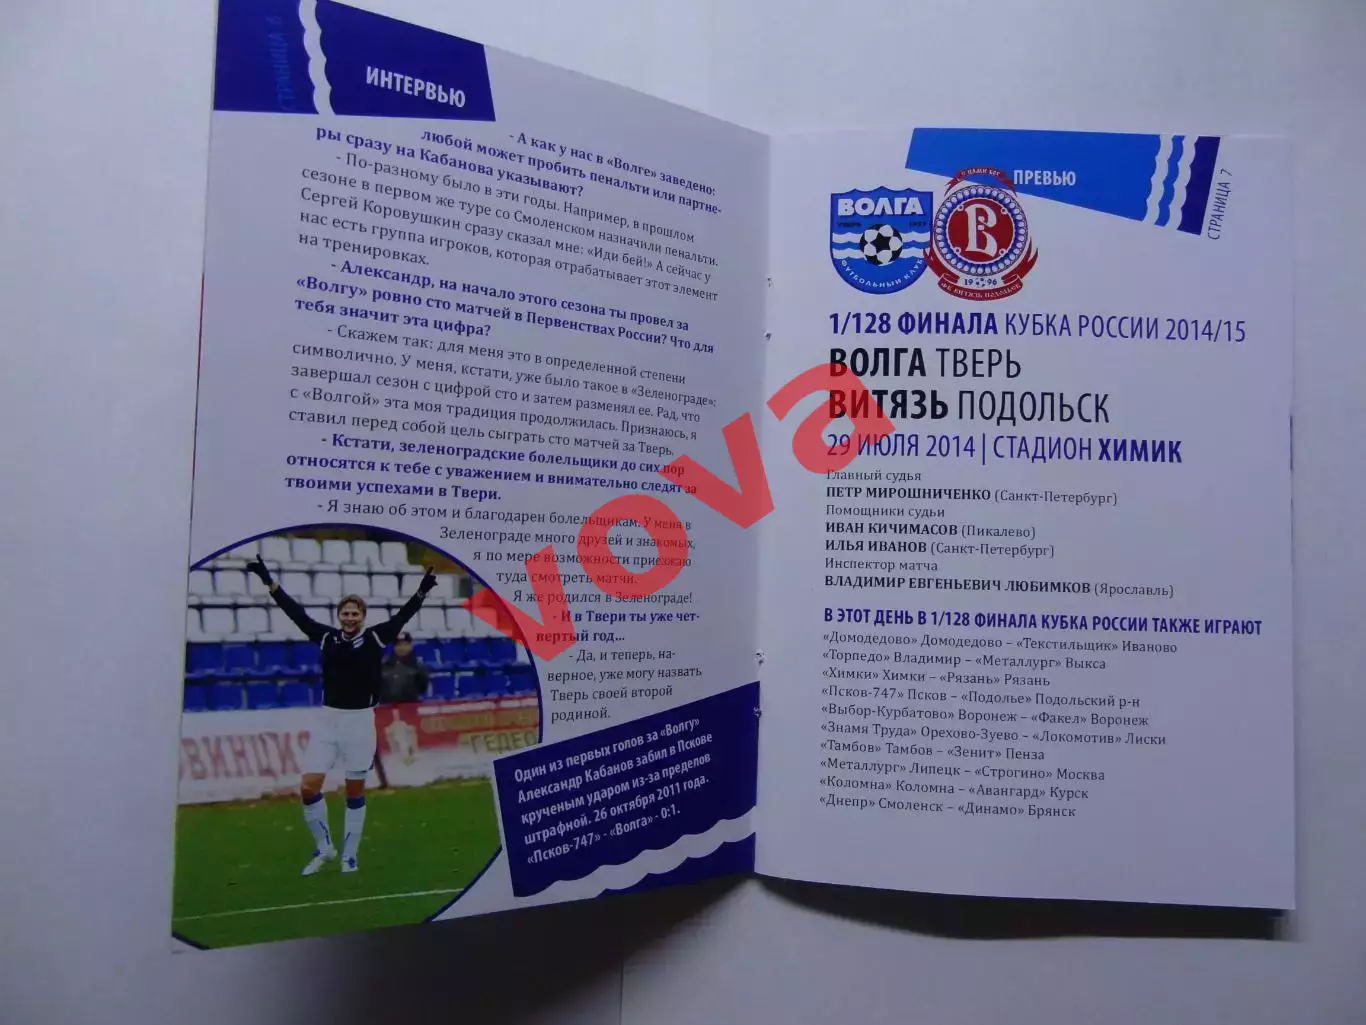 СТРАНИЦА 6
ИНТЕРВЬЮ
- А как у нас в «Волге» заведено:
любой может пробить пенальти или партне-
ры сразу на Кабанова указывают?
- По-разному было в эти годы. Например, в прошлом
сезоне в первом же туре со Смоленском назначили пенальти.
Сергей Коровушкин сразу сказал мне: «Иди бей!» А сейчас у
нас есть группа игроков, которая отрабатывает этот элемент
на тренировках.
- Александр, на начало этого сезона ты провел за
«Волгу» ровно сто матчей в Первенствах России? Что для
тебя значит эта цифра?
- Скажем так: для меня это в определенной степени
символично. У меня, кстати, уже было такое в «Зеленограде»:
завершал сезон с цифрой сто и затем разменял ее. Рад, что
с «Волгой» эта моя традиция продолжилась. Признаюсь, я
ставил перед собой цель сыграть сто матчей за Тверь.
- Кстати, зеленоградские болельщики до сих пор
относятся к тебе с уважением и внимательно следят за
твоими успехами в Твери.
- Я знаю об этом и благодарен болельщикам. У меня в
Зеленограде много друзей и знакомых,
я по мере возможности приезжаю
туда смотреть матчи.
Я же родился в Зеленограде!
- И в Твери ты уже чет-
вертый год...
- Да, и теперь, на-
верное, уже могу назвать
Тверь своей второй
родиной.
ОВИНЦИ
ГЕДЕО
Один из первых голов за «Волгу»
Александр Кабанов забил в Пскове
крученым ударом из-за пределов
штрафной. 26 октября 2011 года.
«Псков-747» - «Волга» - 0:1.
ПРЕВЬЮ
СТРАНИЦА 7
ВОЛГА
ТВЕРЬ
ФУТБОЛЬНЫЙ КЛУБ
С НАМИ БОГ
В
19 96
ФК ВИТЯЗЬ ПОДОЛЬСК
1/128 ФИНАЛА КУБКА РОССИИ 2014/15
ВОЛГА ТВЕРЬ
ВИТЯЗЬ ПОДОЛЬСК
29 ИЮЛЯ 2014 | СТАДИОН ХИМИК
Главный судья
ПЕТР МИРОШНИЧЕНКО (Санкт-Петербург)
Помощники судьи
ИВАН КИЧИМАСОВ (Пикалево)
ИЛЬЯ ИВАНОВ (Санкт-Петербург)
Инспектор матча
ВЛАДИМИР ЕВГЕНЬЕВИЧ ЛЮБИМКОВ (Ярославль)
В ЭТОТ ДЕНЬ В 1/128 ФИНАЛА КУБКА РОССИИ ТАКЖЕ ИГРАЮТ
«Домодедово» Домодедово – «Текстильщик» Иваново
«Торпедо» Владимир – «Металлург» Выкса
«Химки» Химки – «Рязань» Рязань
«Псков-747» Псков – «Подолье» Подольский р-н
«Выбор-Курбатово» Воронеж – «Факел» Воронеж
«Знамя Труда» Орехово-Зуево – «Локомотив» Лиски
«Тамбов» Тамбов – «Зенит» Пенза
«Металлург» Липецк – «Строгино» Москва
«Коломна» Коломна – «Авангард» Курск
«Днепр» Смоленск – «Динамо» Брянск
vova